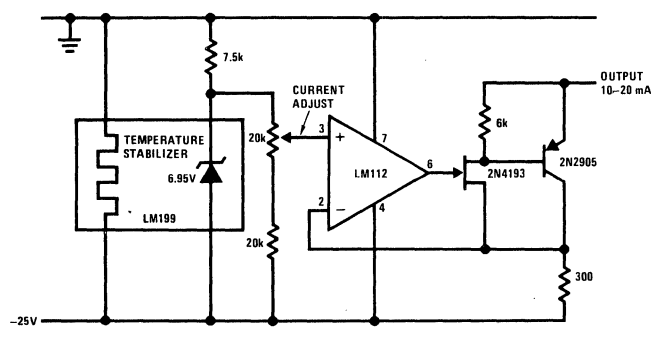 7.5k
CURRENT
ADJUST
OUTPUT
10–20 mA
TEMPERATURE
STABILIZER
6.95V
LM199
20k
3
+
7
LM112
6
2
−
4
6k
2N4193
2N2905
20k
300
−25V